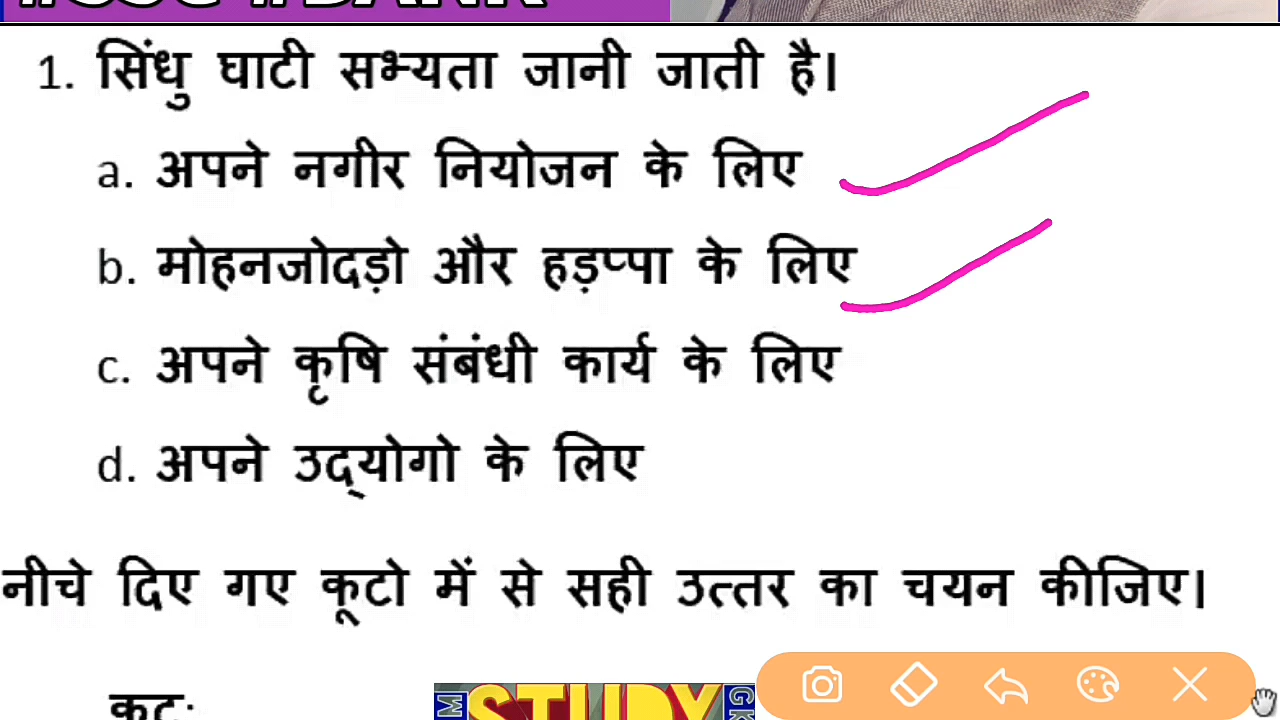 1. सिंधु घाटी सभ्यता जानी जाती है।
a. अपने नगीर नियोजन के लिए
b. मोहनजोदड़ो और हड़प्पा के लिए
c. अपने कृषि संबंधी कार्य के लिए
d. अपने उद्योगो के लिए
नीचे दिए गए कूटो में से सही उत्तर का चयन कीजिए।
STUDY